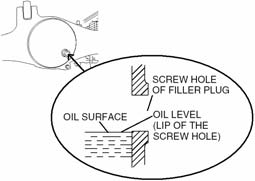 SCREW HOLE
OF FILLER PLUG
OIL SURFACE
OIL LEVEL
(LIP OF THE
SCREW HOLE)